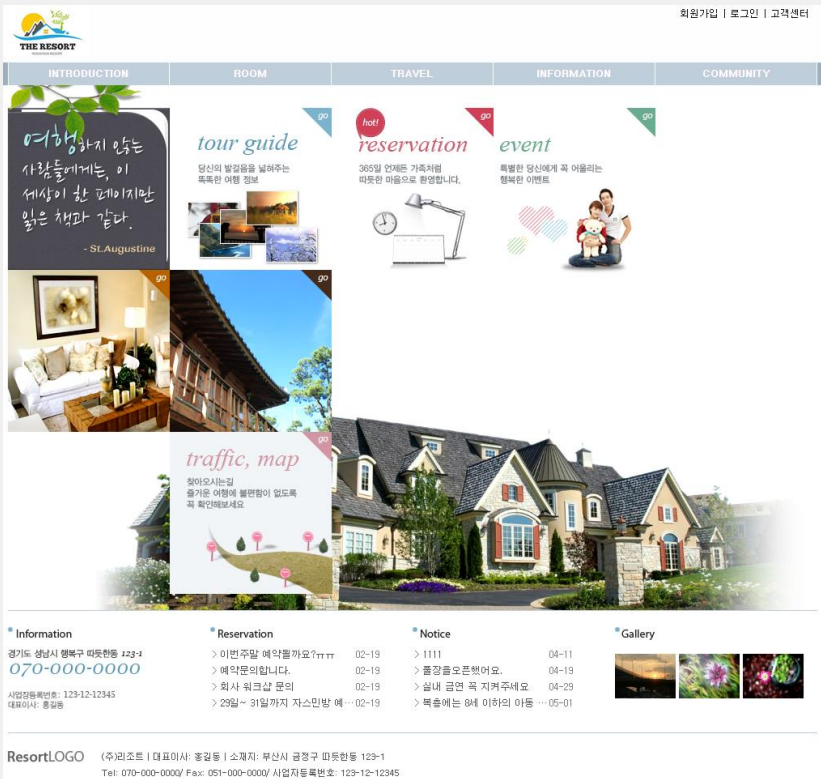 회원가입 | 로그인 | 고객센터
THE RESORT
INTRODUCTION ROOM TRAVEL INFORMATION COMMUNITY
여행하지 않는
사람들에게는, 이
세상이 한 페이지만
읽은 책과 같다.
- St.Augustine
go
tour guide
당신의 발걸음을 넓혀주는
똑똑한 여행 정보
hot!
go
reservation
365일 언제든 가족처럼
따뜻한 마음으로 환영합니다.
go
event
특별한 당신에게 꼭 어울리는
행복한 이벤트
go
go
go
traffic, map
찾아오시는길
즐거운 여행에 불편함이 없도록
꼭 확인해보세요
Information
경기도 성남시 행복구 따듯한동 123-1
070-000-0000
사업장등록번호: 123-12-12345
대표이사: 홍길동
Reservation
> 이번주말 예약될까요?ㅠㅠ 02-19
> 예약문의합니다. 02-19
> 회사 워크샵 문의 02-19
> 29일~ 31일까지 자스민방 예… 02-19
Notice
> 1111 04-11
> 풀장을오픈했어요. 04-19
> 실내 금연 꼭 지켜주세요 04-29
> 복층에는 8세 이하의 아동 … 05-01
Gallery
ResortLOGO
(주)리조트 | 대표이사: 홍길동 | 소재지: 부산시 금정구 따듯한동 123-1
Tel: 070-000-0000/ Fax: 051-000-0000/ 사업자등록번호: 123-12-12345